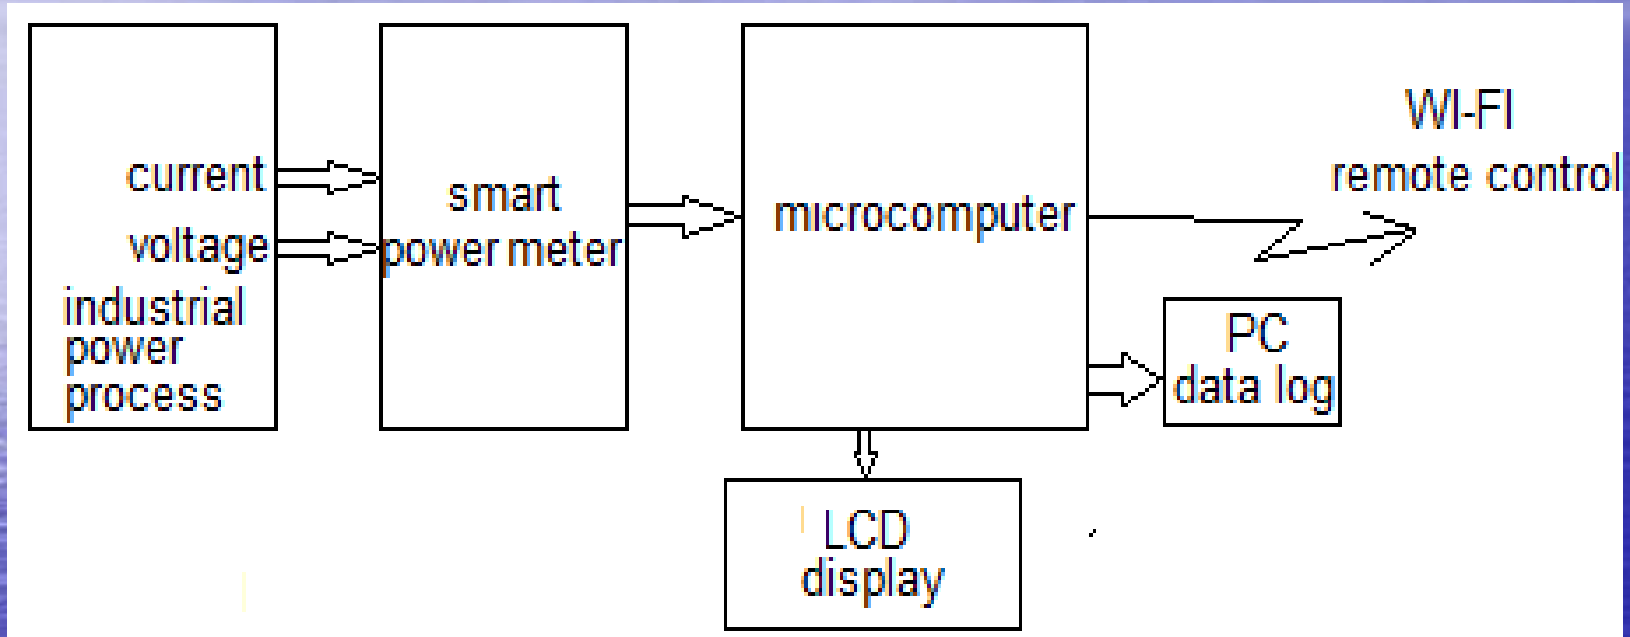 current
voltage
industrial
power
process
smart
power meter
microcomputer
WI-FI
remote control
PC
data log
LCD
display